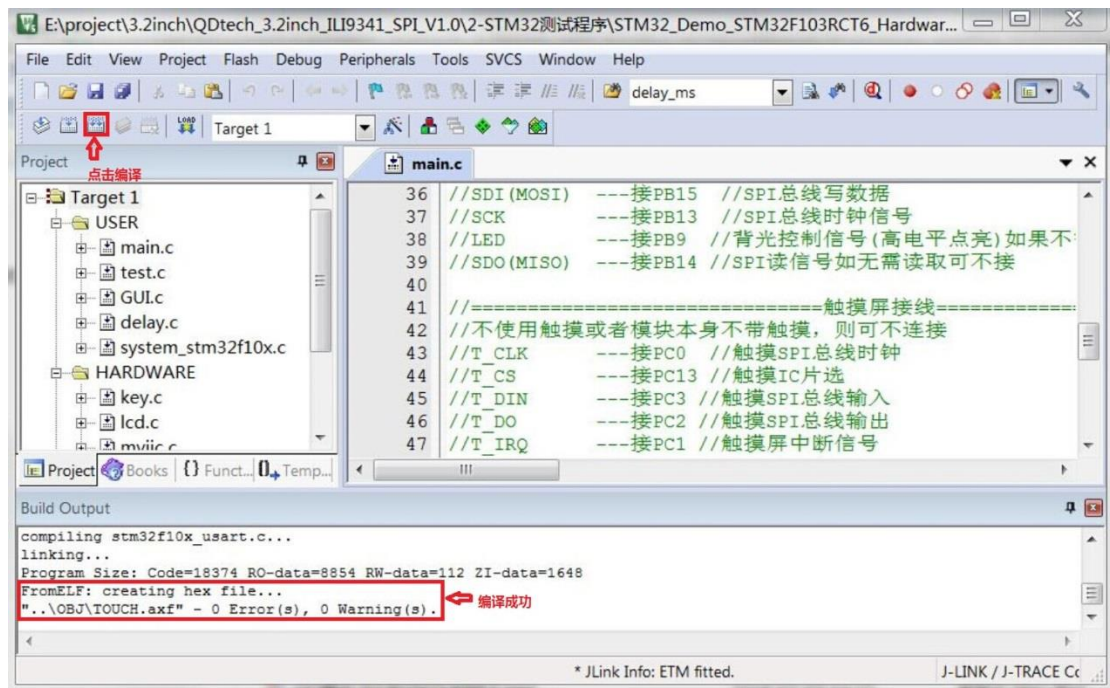 E:\project\3.2inch\QDtech_3.2inch_ILI9341_SPI_V1.0\2-STM32测试程序\STM32_Demo_STM32F103RCT6_Hardwar...
File Edit View Project Flash Debug Peripherals Tools SVCS Window Help
delay_ms
LOAD Target 1
点击编译
Project
main.c
Target 1
USER
main.c
test.c
GUI.c
delay.c
system_stm32f10x.c
HARDWARE
key.c
lcd.c
myiic.c
36 //SDI(MOSI) ---接PB15 //SPI总线写数据
37 //SCK ---接PB13 //SPI总线时钟信号
38 //LED ---接PB9 //背光控制信号(高电平点亮)如果不
39 //SDO(MISO) ---接PB14 //SPI读信号如无需读取可不接
40
41 //==============================触摸屏接线============
42 //不使用触摸或者模块本身不带触摸，则可不连接
43 //T_CLK ---接PC0 //触摸SPI总线时钟
44 //T_CS ---接PC13 //触摸IC片选
45 //T_DIN ---接PC3 //触摸SPI总线输入
46 //T_DO ---接PC2 //触摸SPI总线输出
47 //T_IRQ ---接PC1 //触摸屏中断信号
Project Books {} Funct... Temp...
Build Output
compiling stm32f10x_usart.c...
linking...
Program Size: Code=18374 RO-data=8854 RW-data=112 ZI-data=1648
FromELF: creating hex file...
"..\OBJ\TOUCH.axf" - 0 Error(s), 0 Warning(s).
编译成功
* JLink Info: ETM fitted. J-LINK / J-TRACE Co